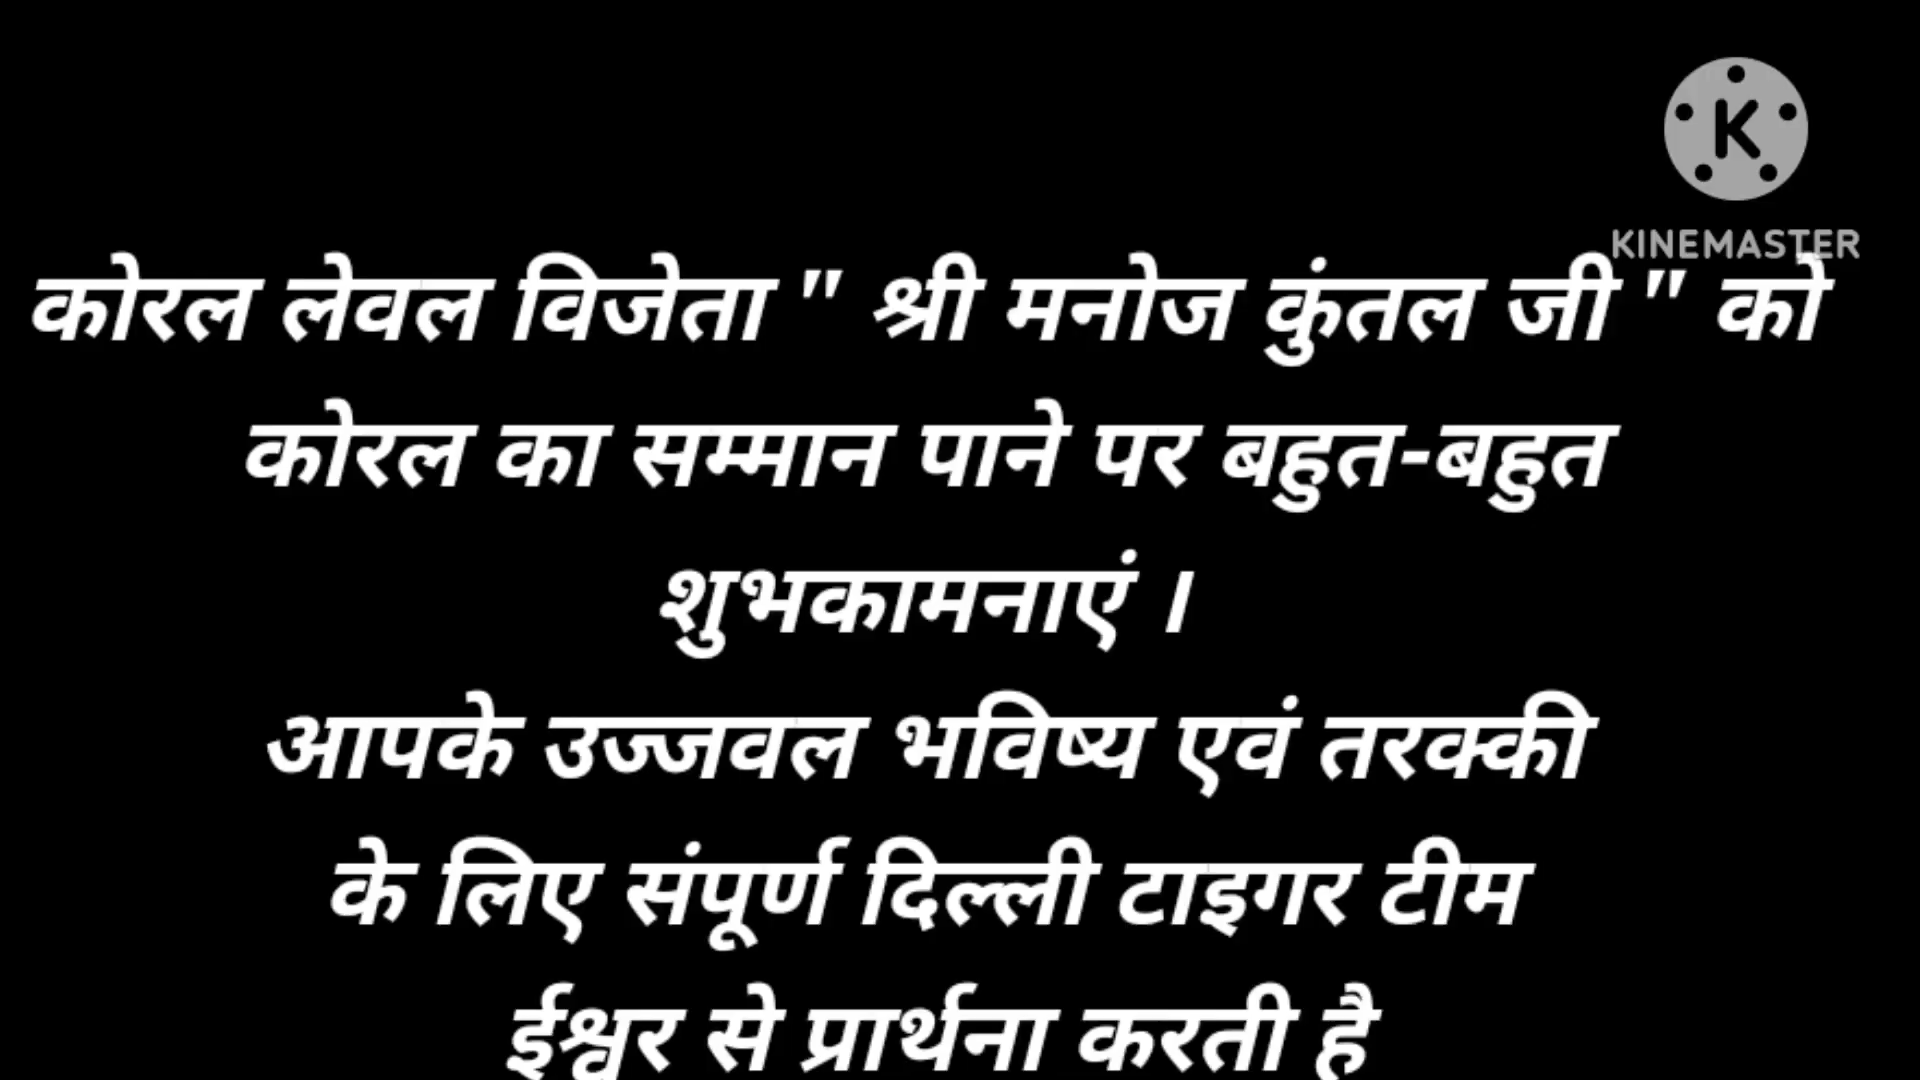 K
KINEMASTER
कोरल लेवल विजेता " श्री मनोज कुंतल जी " को
कोरल का सम्मान पाने पर बहुत-बहुत
शुभकामनाएं ।
आपके उज्जवल भविष्य एवं तरक्की
के लिए संपूर्ण दिल्ली टाइगर टीम
ईश्वर से प्रार्थना करती है